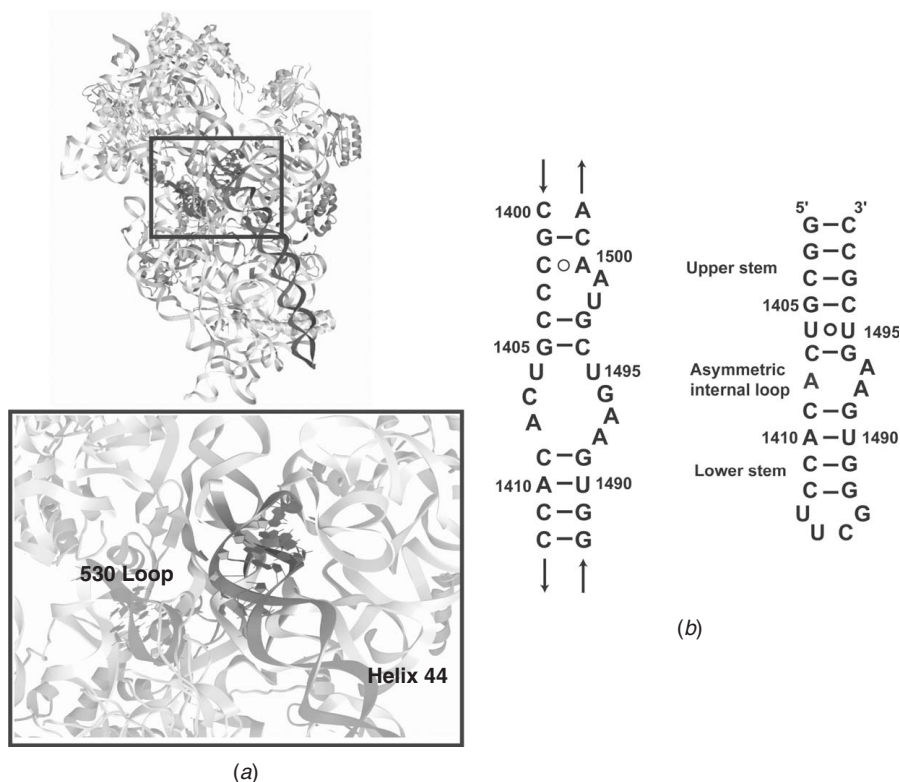 530 Loop
Helix 44
(a)
1400 C A
G – C
C ○ A 1500
A
C U
C – G
1405 G – C
U U 1495
C G
A A
A
C – G
1410 A – U 1490
C – G
C – G
5' 3'
G – C
G – C
Upper stem C – G
1405 G – C
U ○ U 1495
C – G
Asymmetric
internal loop
A A
A
C – G
1410 A – U 1490
Lower stem C – G
C – G
U G
U C
(b)